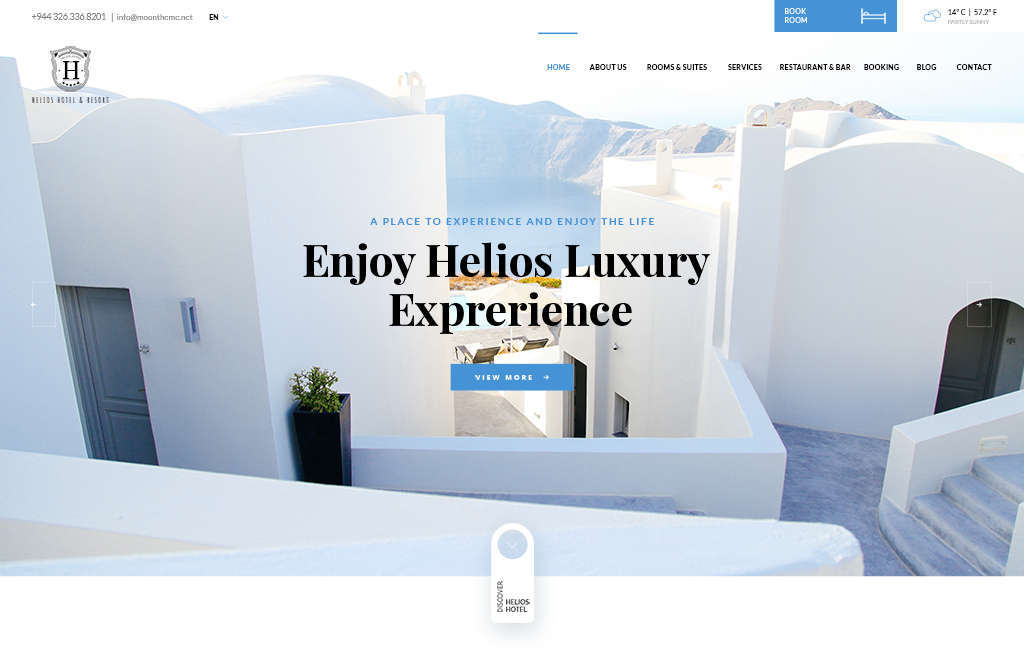 +944 326.336.8201 | info@moonthcmc.nct EN
BOOK
ROOM
14° C | 57.2° F
PARTLY SUNNY
H
HELIOS HOTEL & RESORT
HOME ABOUT US ROOMS & SUITES SERVICES RESTAURANT & BAR BOOKING BLOG CONTACT
A PLACE TO EXPERIENCE AND ENJOY THE LIFE
Enjoy Helios Luxury
Exprerience
VIEW MORE
DISCOVER
HELIOS
HOTEL